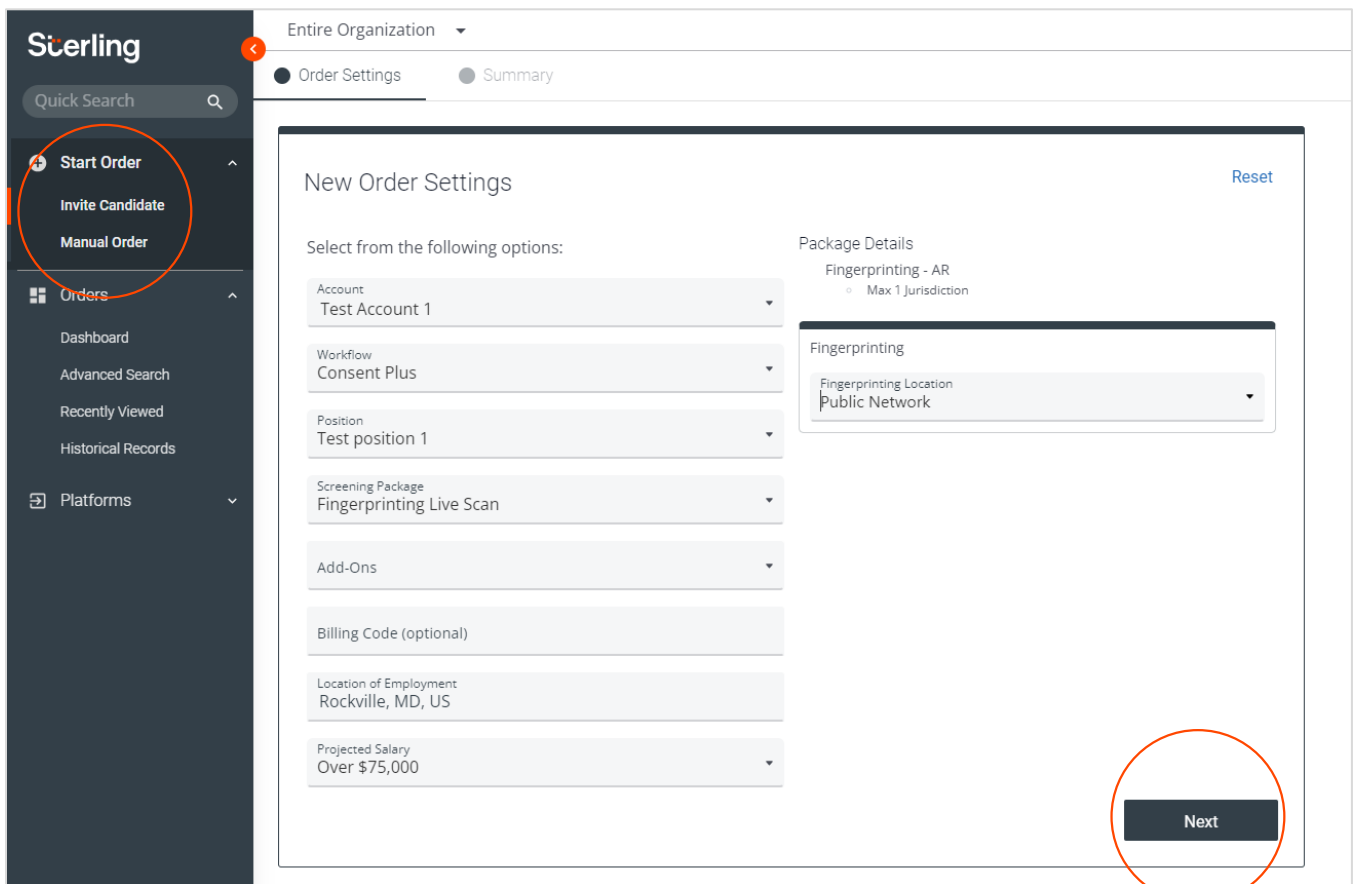 Sterling
Quick Search
Start Order
Invite Candidate
Manual Order
Orders
Dashboard
Advanced Search
Recently Viewed
Historical Records
Platforms
Entire Organization
Order Settings
Summary
New Order Settings
Reset
Select from the following options:
Account
Test Account 1
Workflow
Consent Plus
Position
Test position 1
Screening Package
Fingerprinting Live Scan
Add-Ons
Billing Code (optional)
Location of Employment
Rockville, MD, US
Projected Salary
Over $75,000
Package Details
Fingerprinting - AR
Max 1 Jurisdiction
Fingerprinting
Fingerprinting Location
Public Network
Next